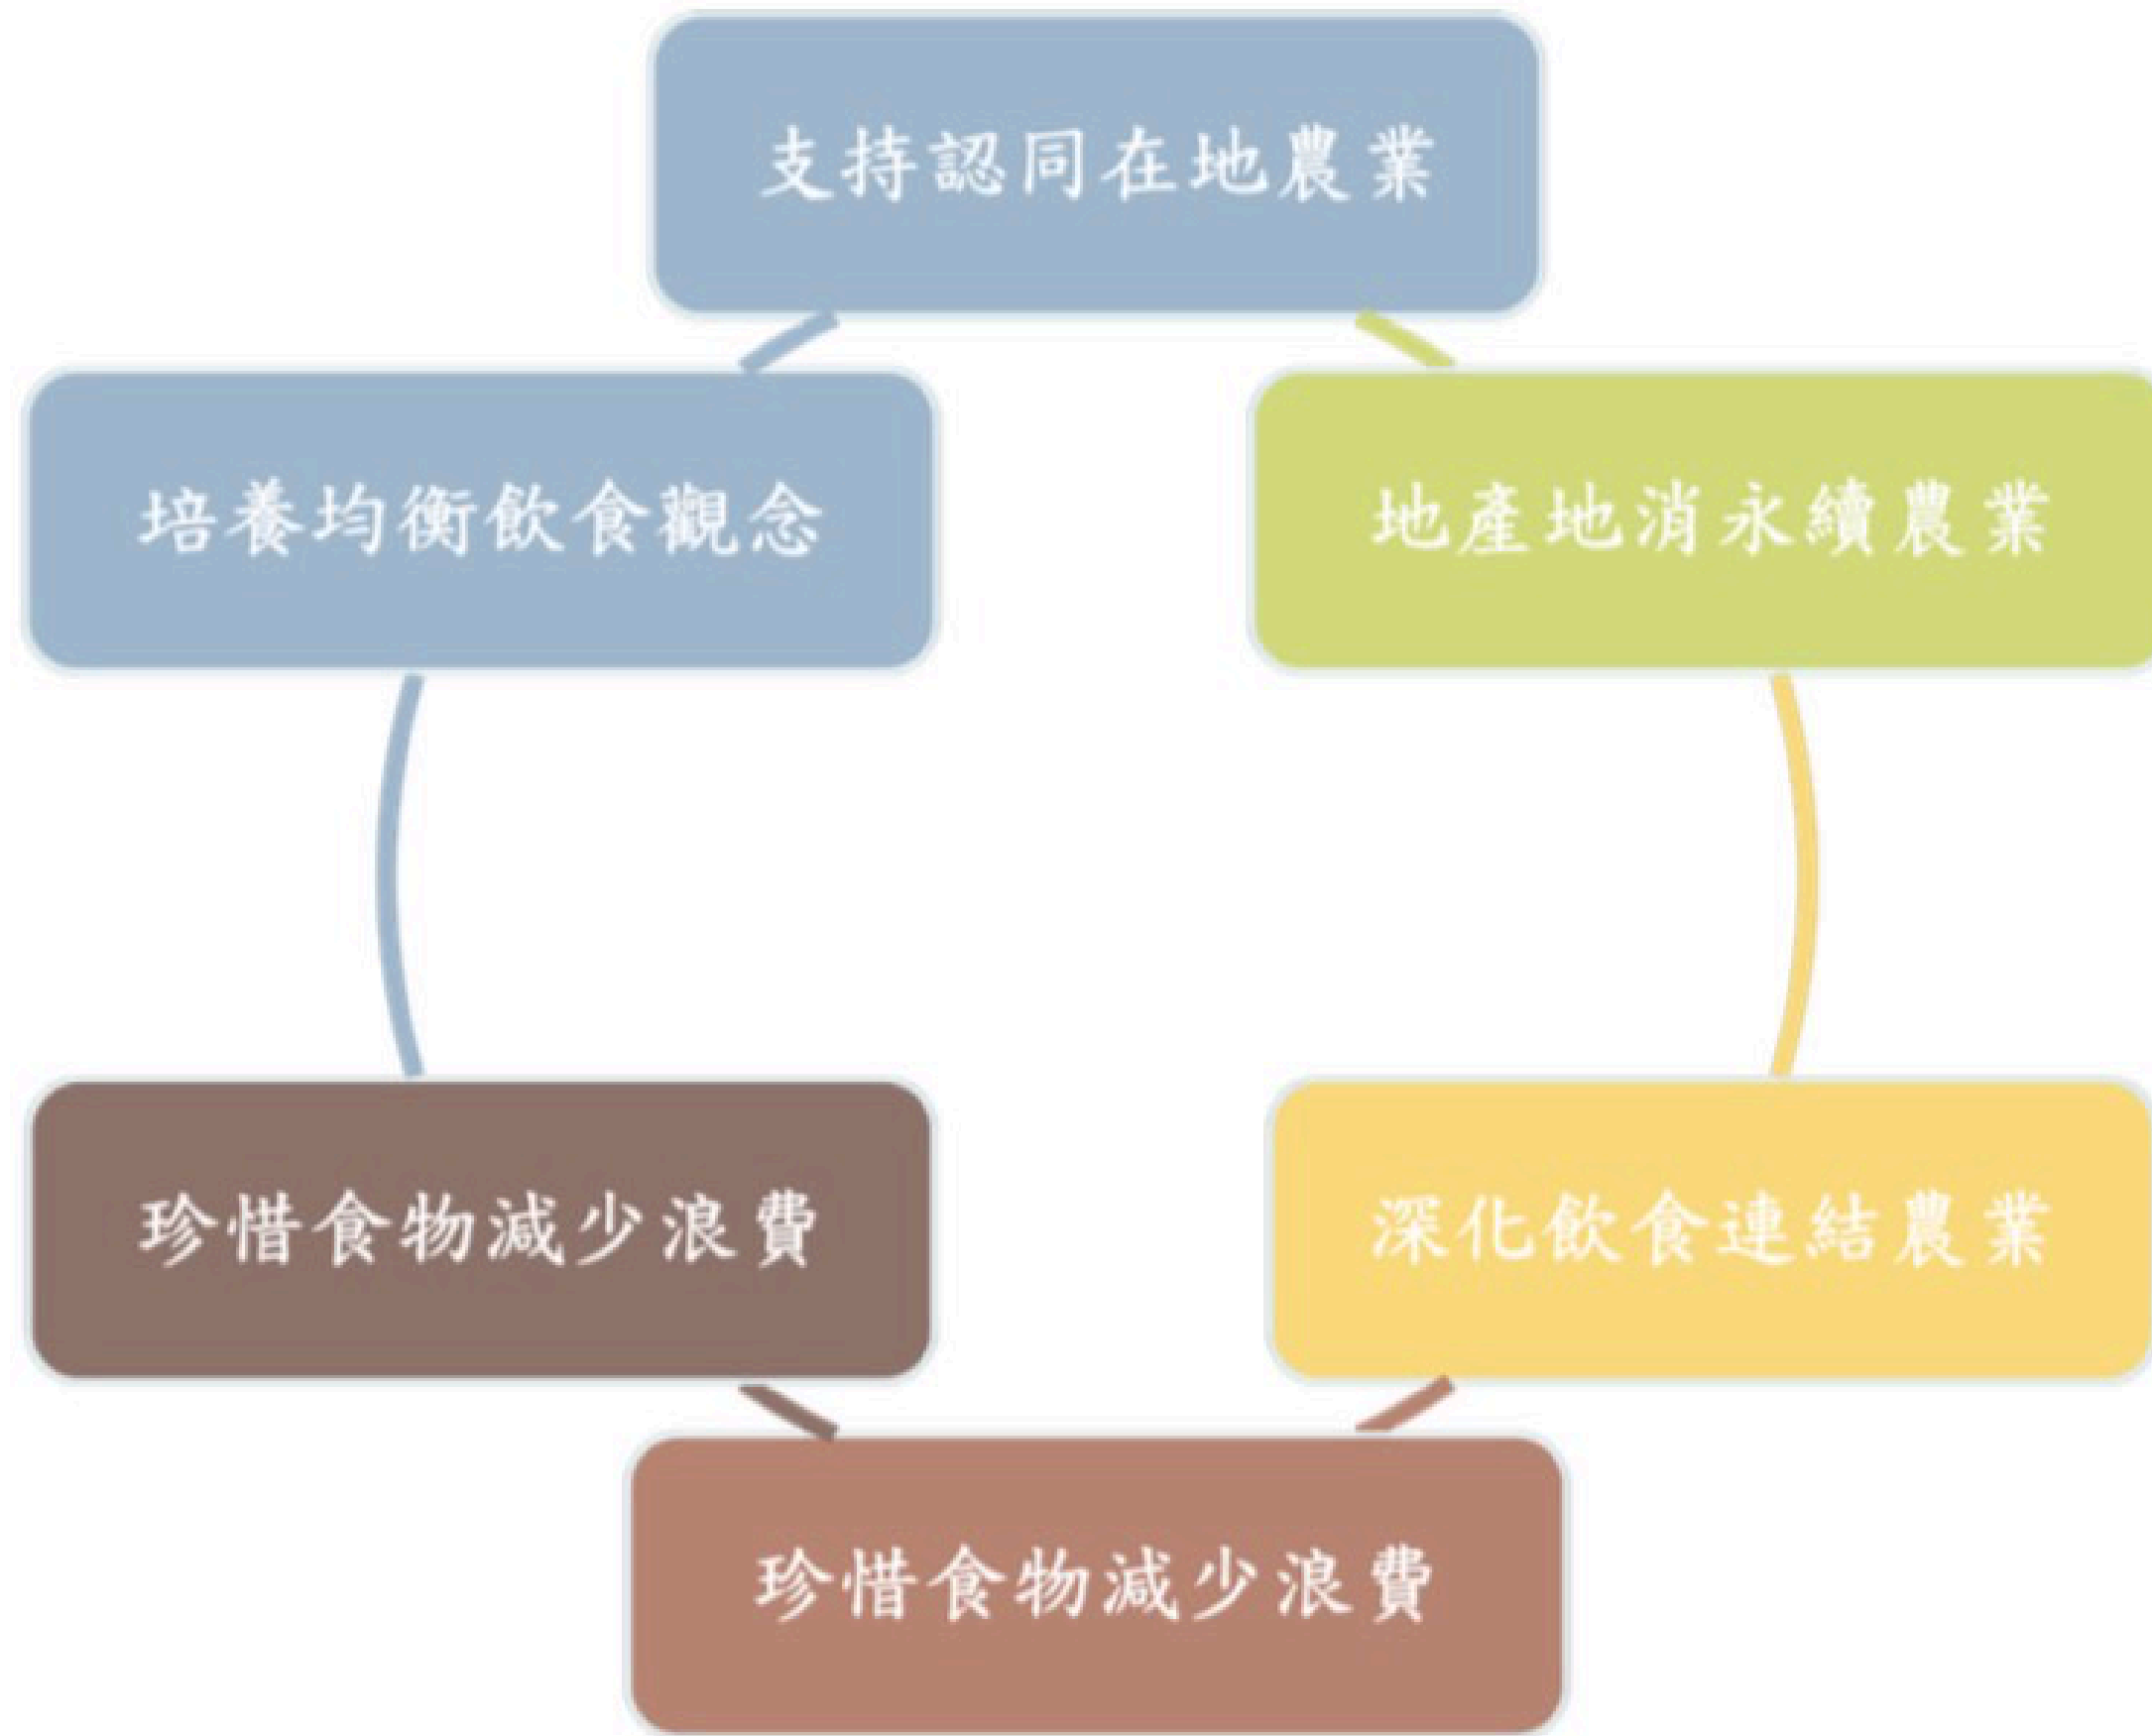 支持認同在地農業
培養均衡飲食觀念
地產地消永續農業
珍惜食物減少浪費
深化飲食連結農業
珍惜食物減少浪費